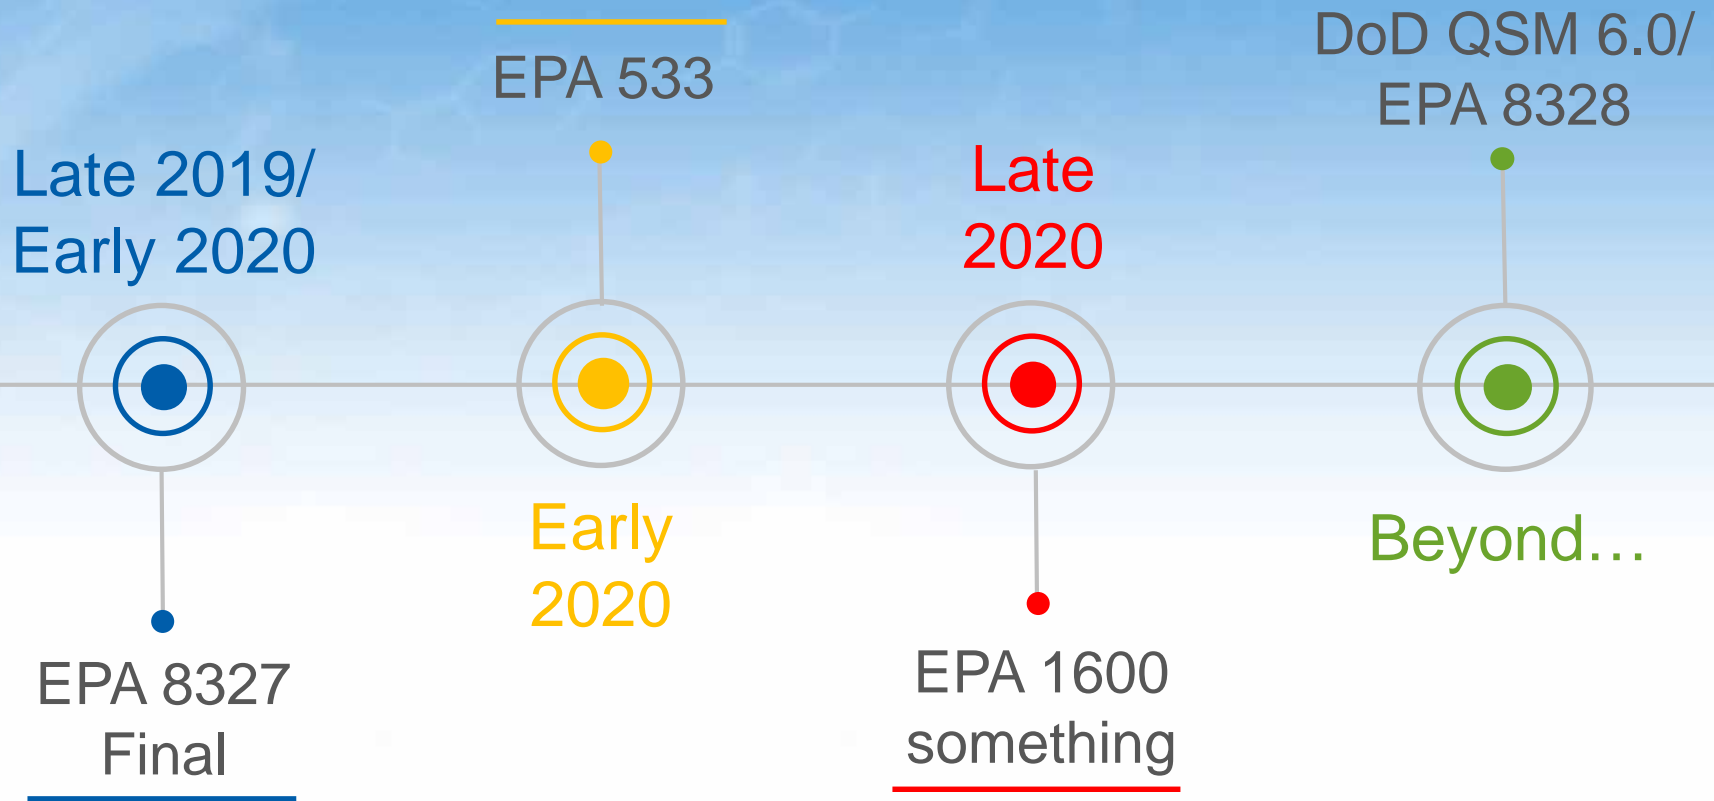 Late 2019/
Early 2020
EPA 8327
Final
EPA 533
Early
2020
Late
2020
EPA 1600
something
DoD QSM 6.0/
EPA 8328
Beyond…